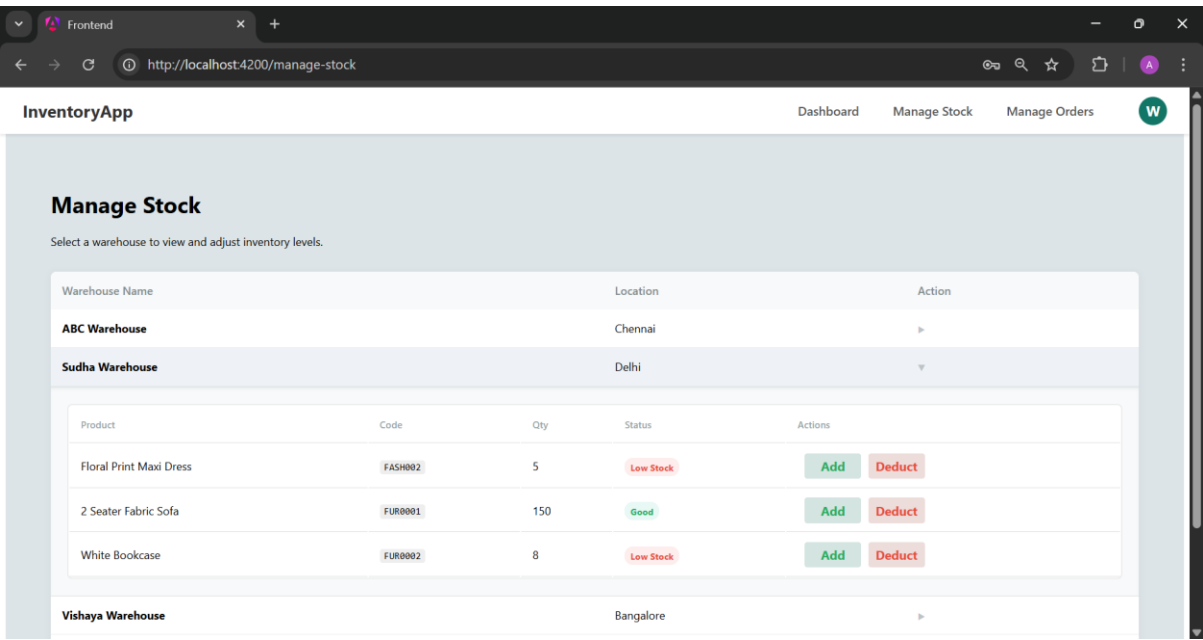 Frontend
http://localhost:4200/manage-stock
A
InventoryApp Dashboard Manage Stock Manage Orders W
Manage Stock
Select a warehouse to view and adjust inventory levels.
Warehouse Name Location Action
ABC Warehouse Chennai
Sudha Warehouse Delhi
Product Code Qty Status Actions
Floral Print Maxi Dress FASH002 5 Low Stock Add Deduct
2 Seater Fabric Sofa FUR0001 150 Good Add Deduct
White Bookcase FUR0002 8 Low Stock Add Deduct
Vishaya Warehouse Bangalore